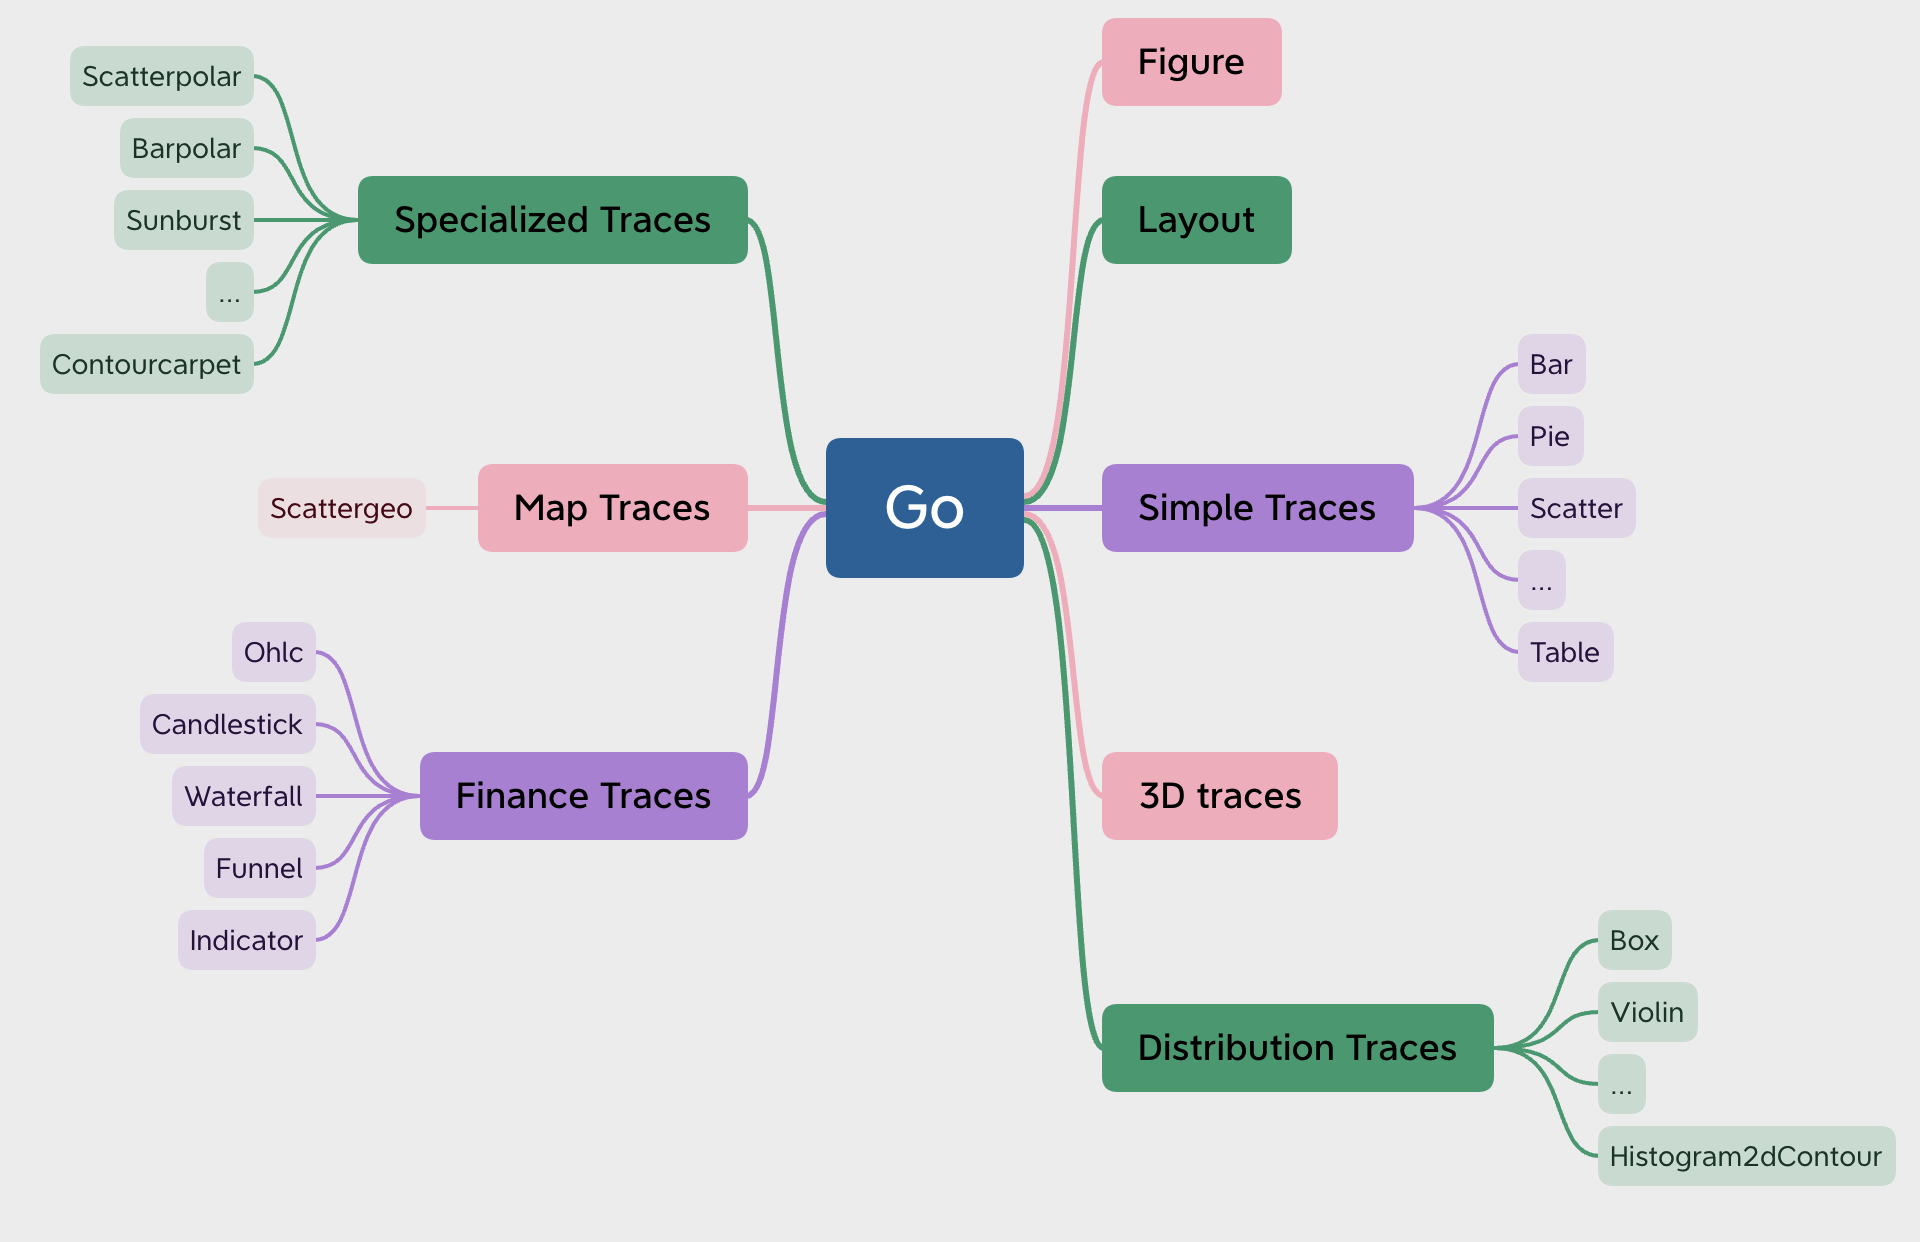 Go
Figure
Layout
Simple Traces
Bar
Pie
Scatter
...
Table
3D traces
Distribution Traces
Box
Violin
...
Histogram2dContour
Specialized Traces
Scatterpolar
Barpolar
Sunburst
...
Contourcarpet
Map Traces
Scattergeo
Finance Traces
Ohlc
Candlestick
Waterfall
Funnel
Indicator